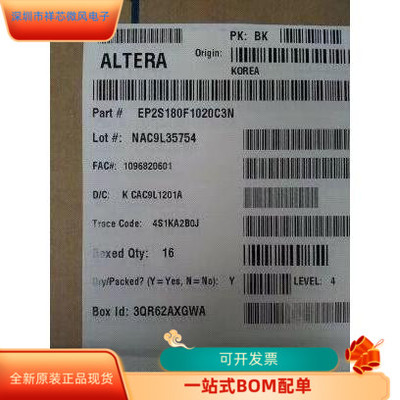 深圳市祥芯微风电子
PK: BK
ALTERA
Origin:
KOREA
Part # EP2S180F1020C3N
Lot #: NAC9L35754
FAC#: 1096820601
D/C: K CAC9L1201A
Trace Code: 4S1KA2B0J
Boxed Qty: 16
Dry/Packed? (Y = Yes, N = No): Y LEVEL: 4
Box Id: 3QR62AXGWA
全新原装正品现货
可开发票
一站式BOM配单